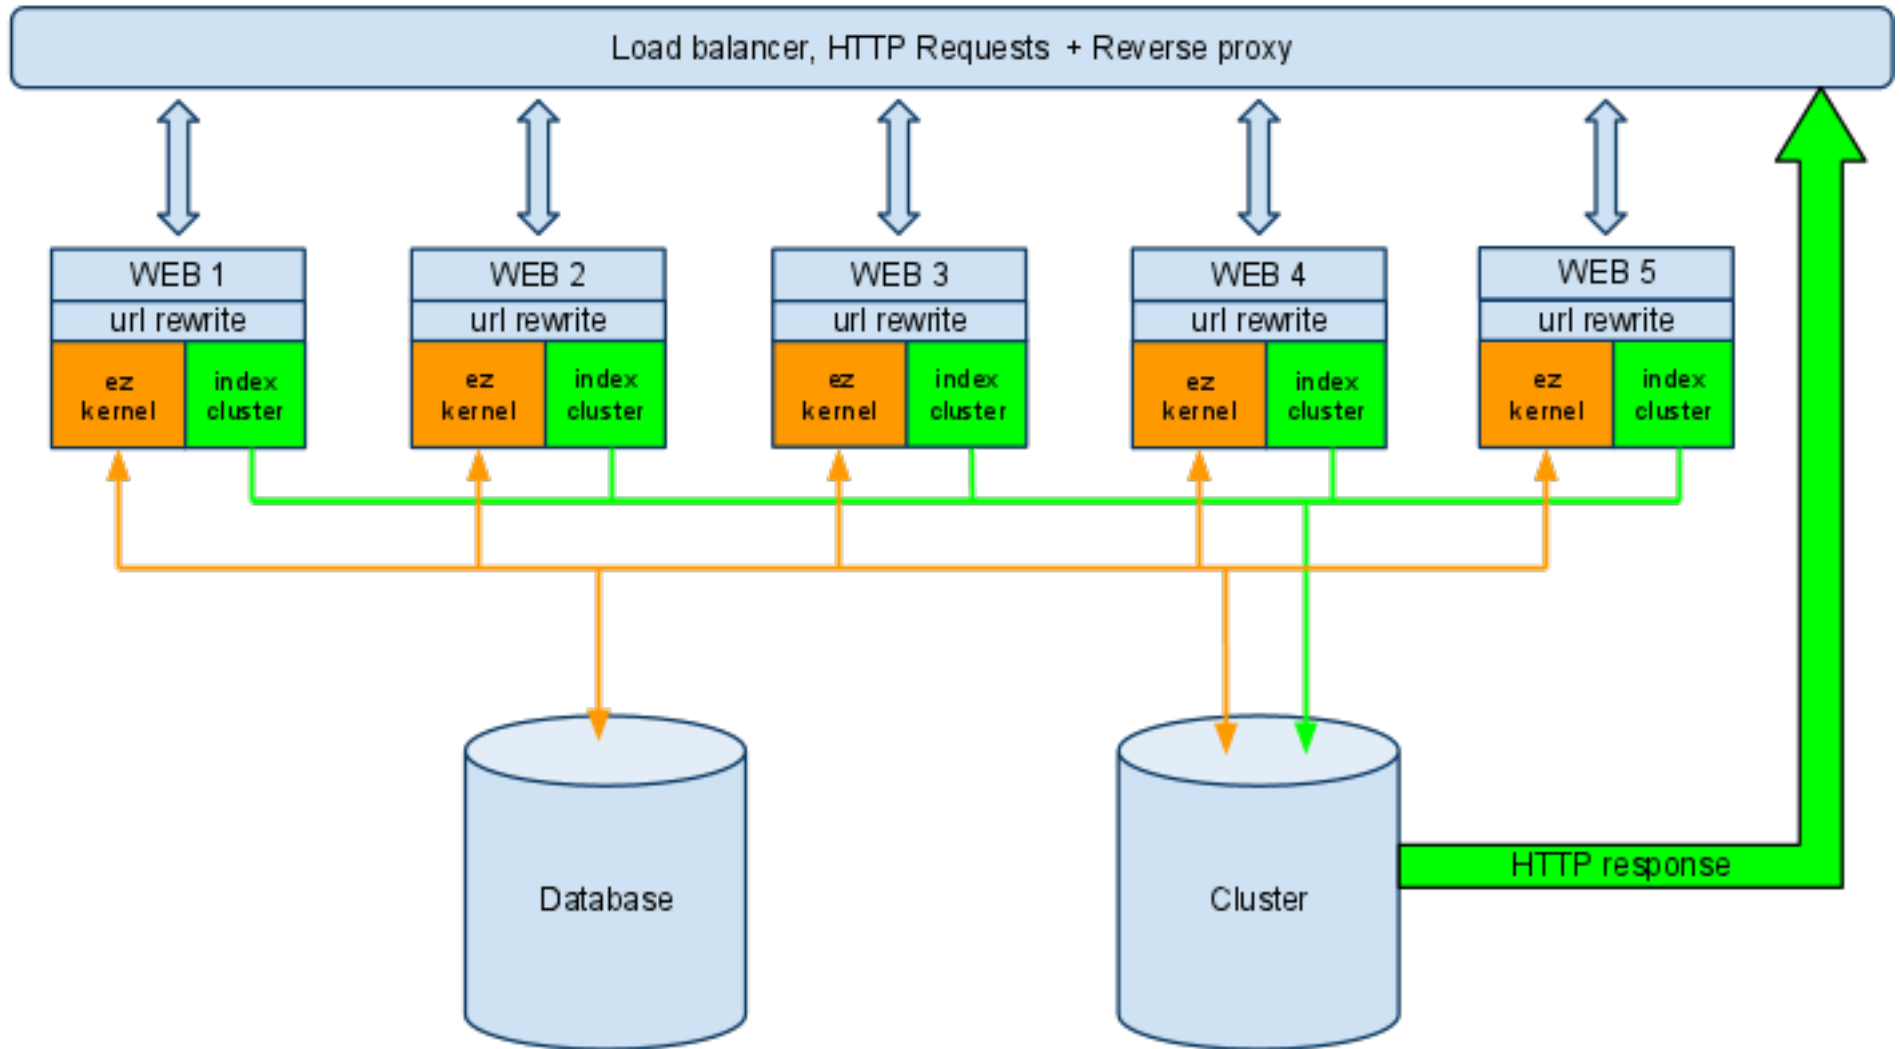 Load balancer, HTTP Requests + Reverse proxy
WEB 1
url rewrite
ez
kernel
index
cluster
WEB 2
url rewrite
ez
kernel
index
cluster
WEB 3
url rewrite
ez
kernel
index
cluster
WEB 4
url rewrite
ez
kernel
index
cluster
WEB 5
url rewrite
ez
kernel
index
cluster
Database
Cluster
HTTP response